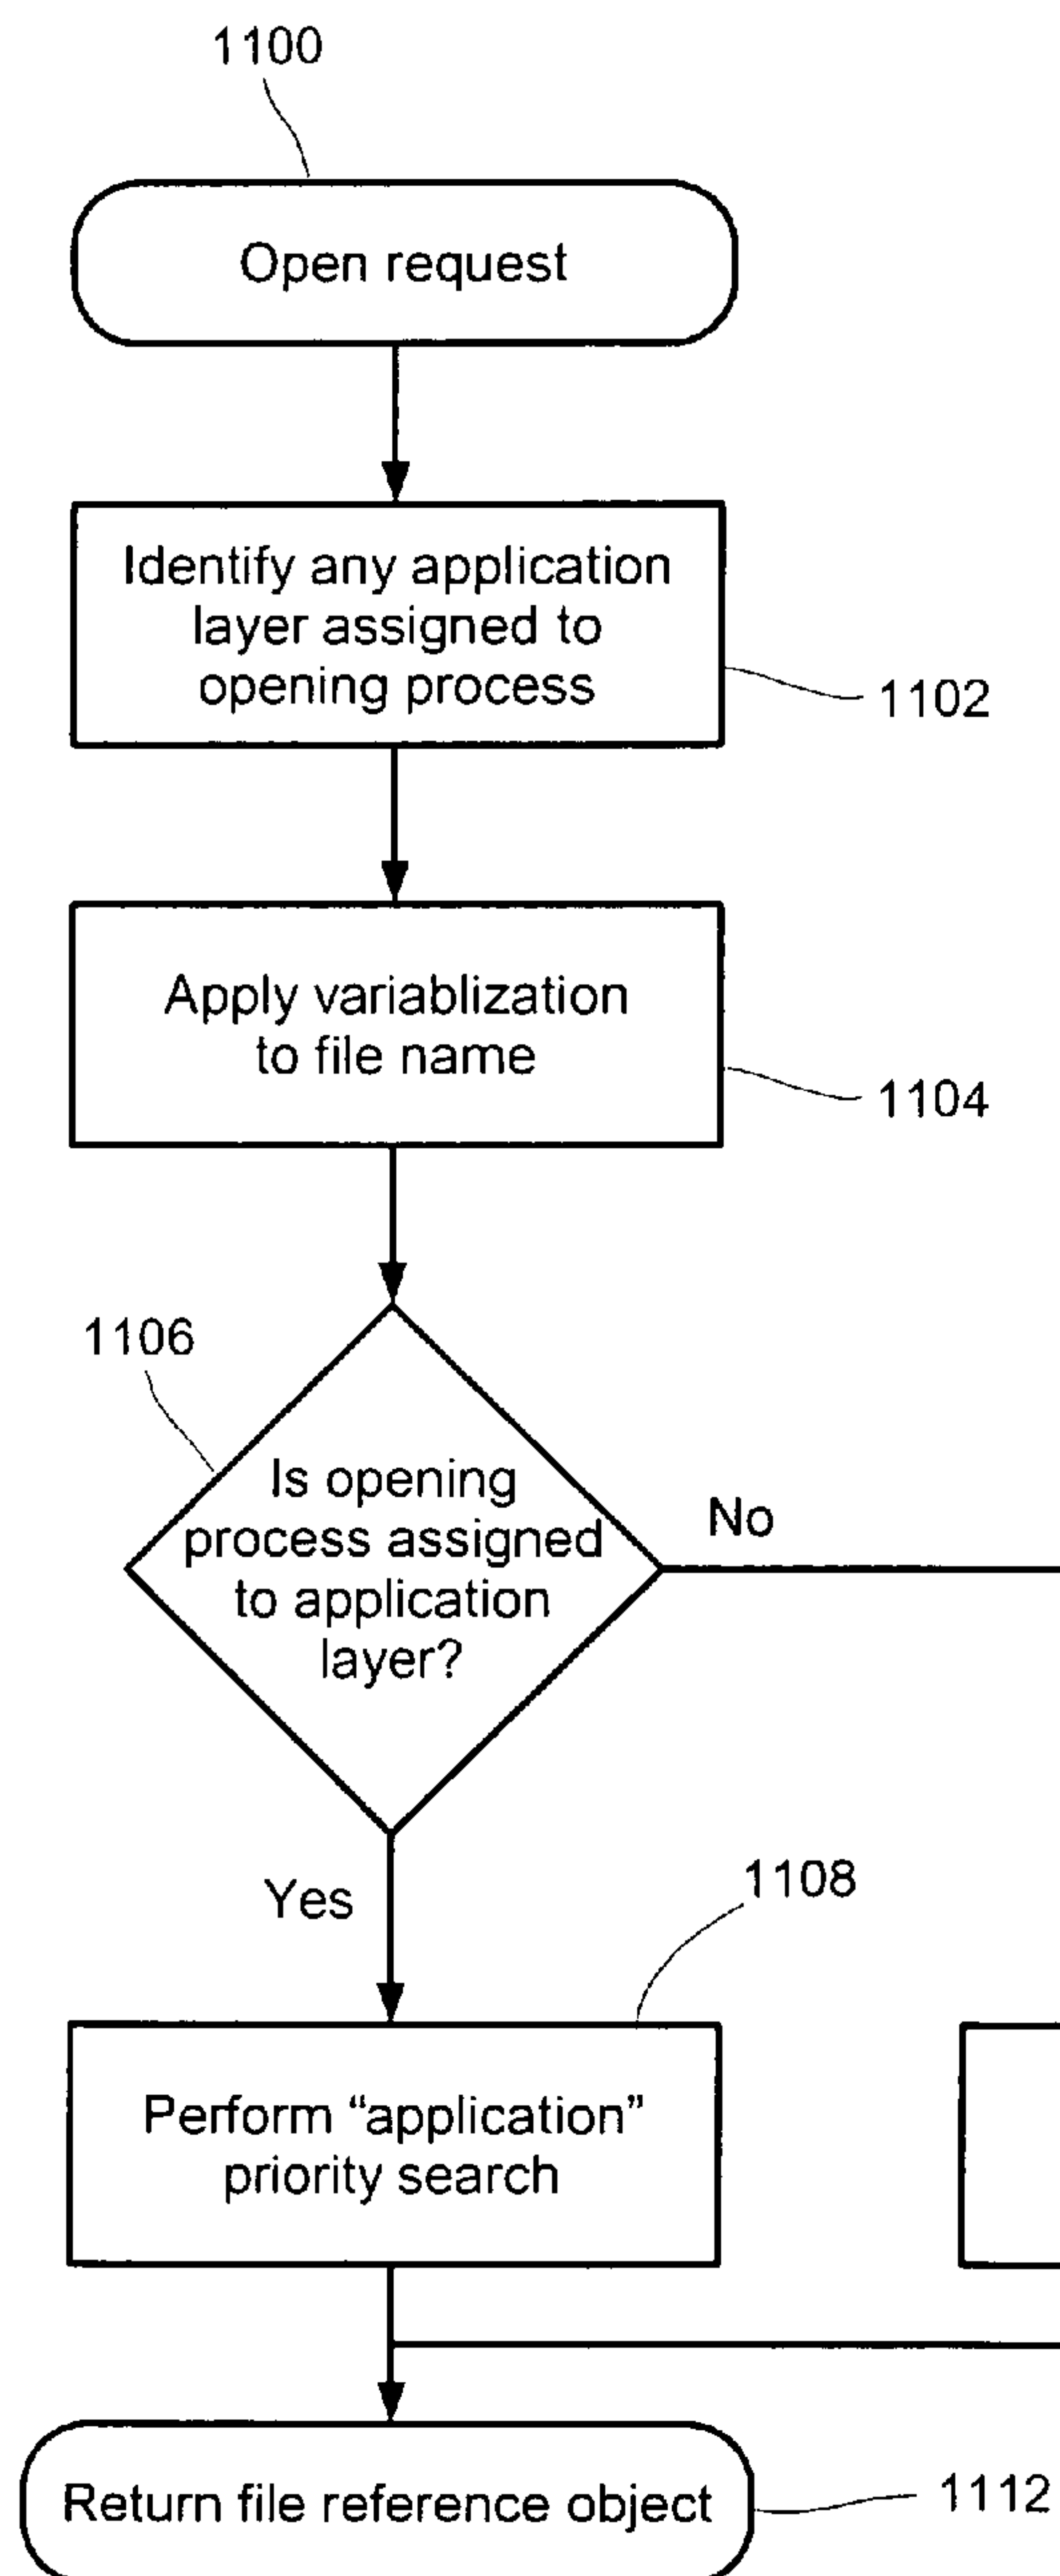 1100
Open request
Identify any application
layer assigned to
opening process
1102
Apply variablization
to file name
1104
1106
Is opening
process assigned
to application
layer?
No
Yes
1108
Perform “application”
priority search
Return file reference object
1112